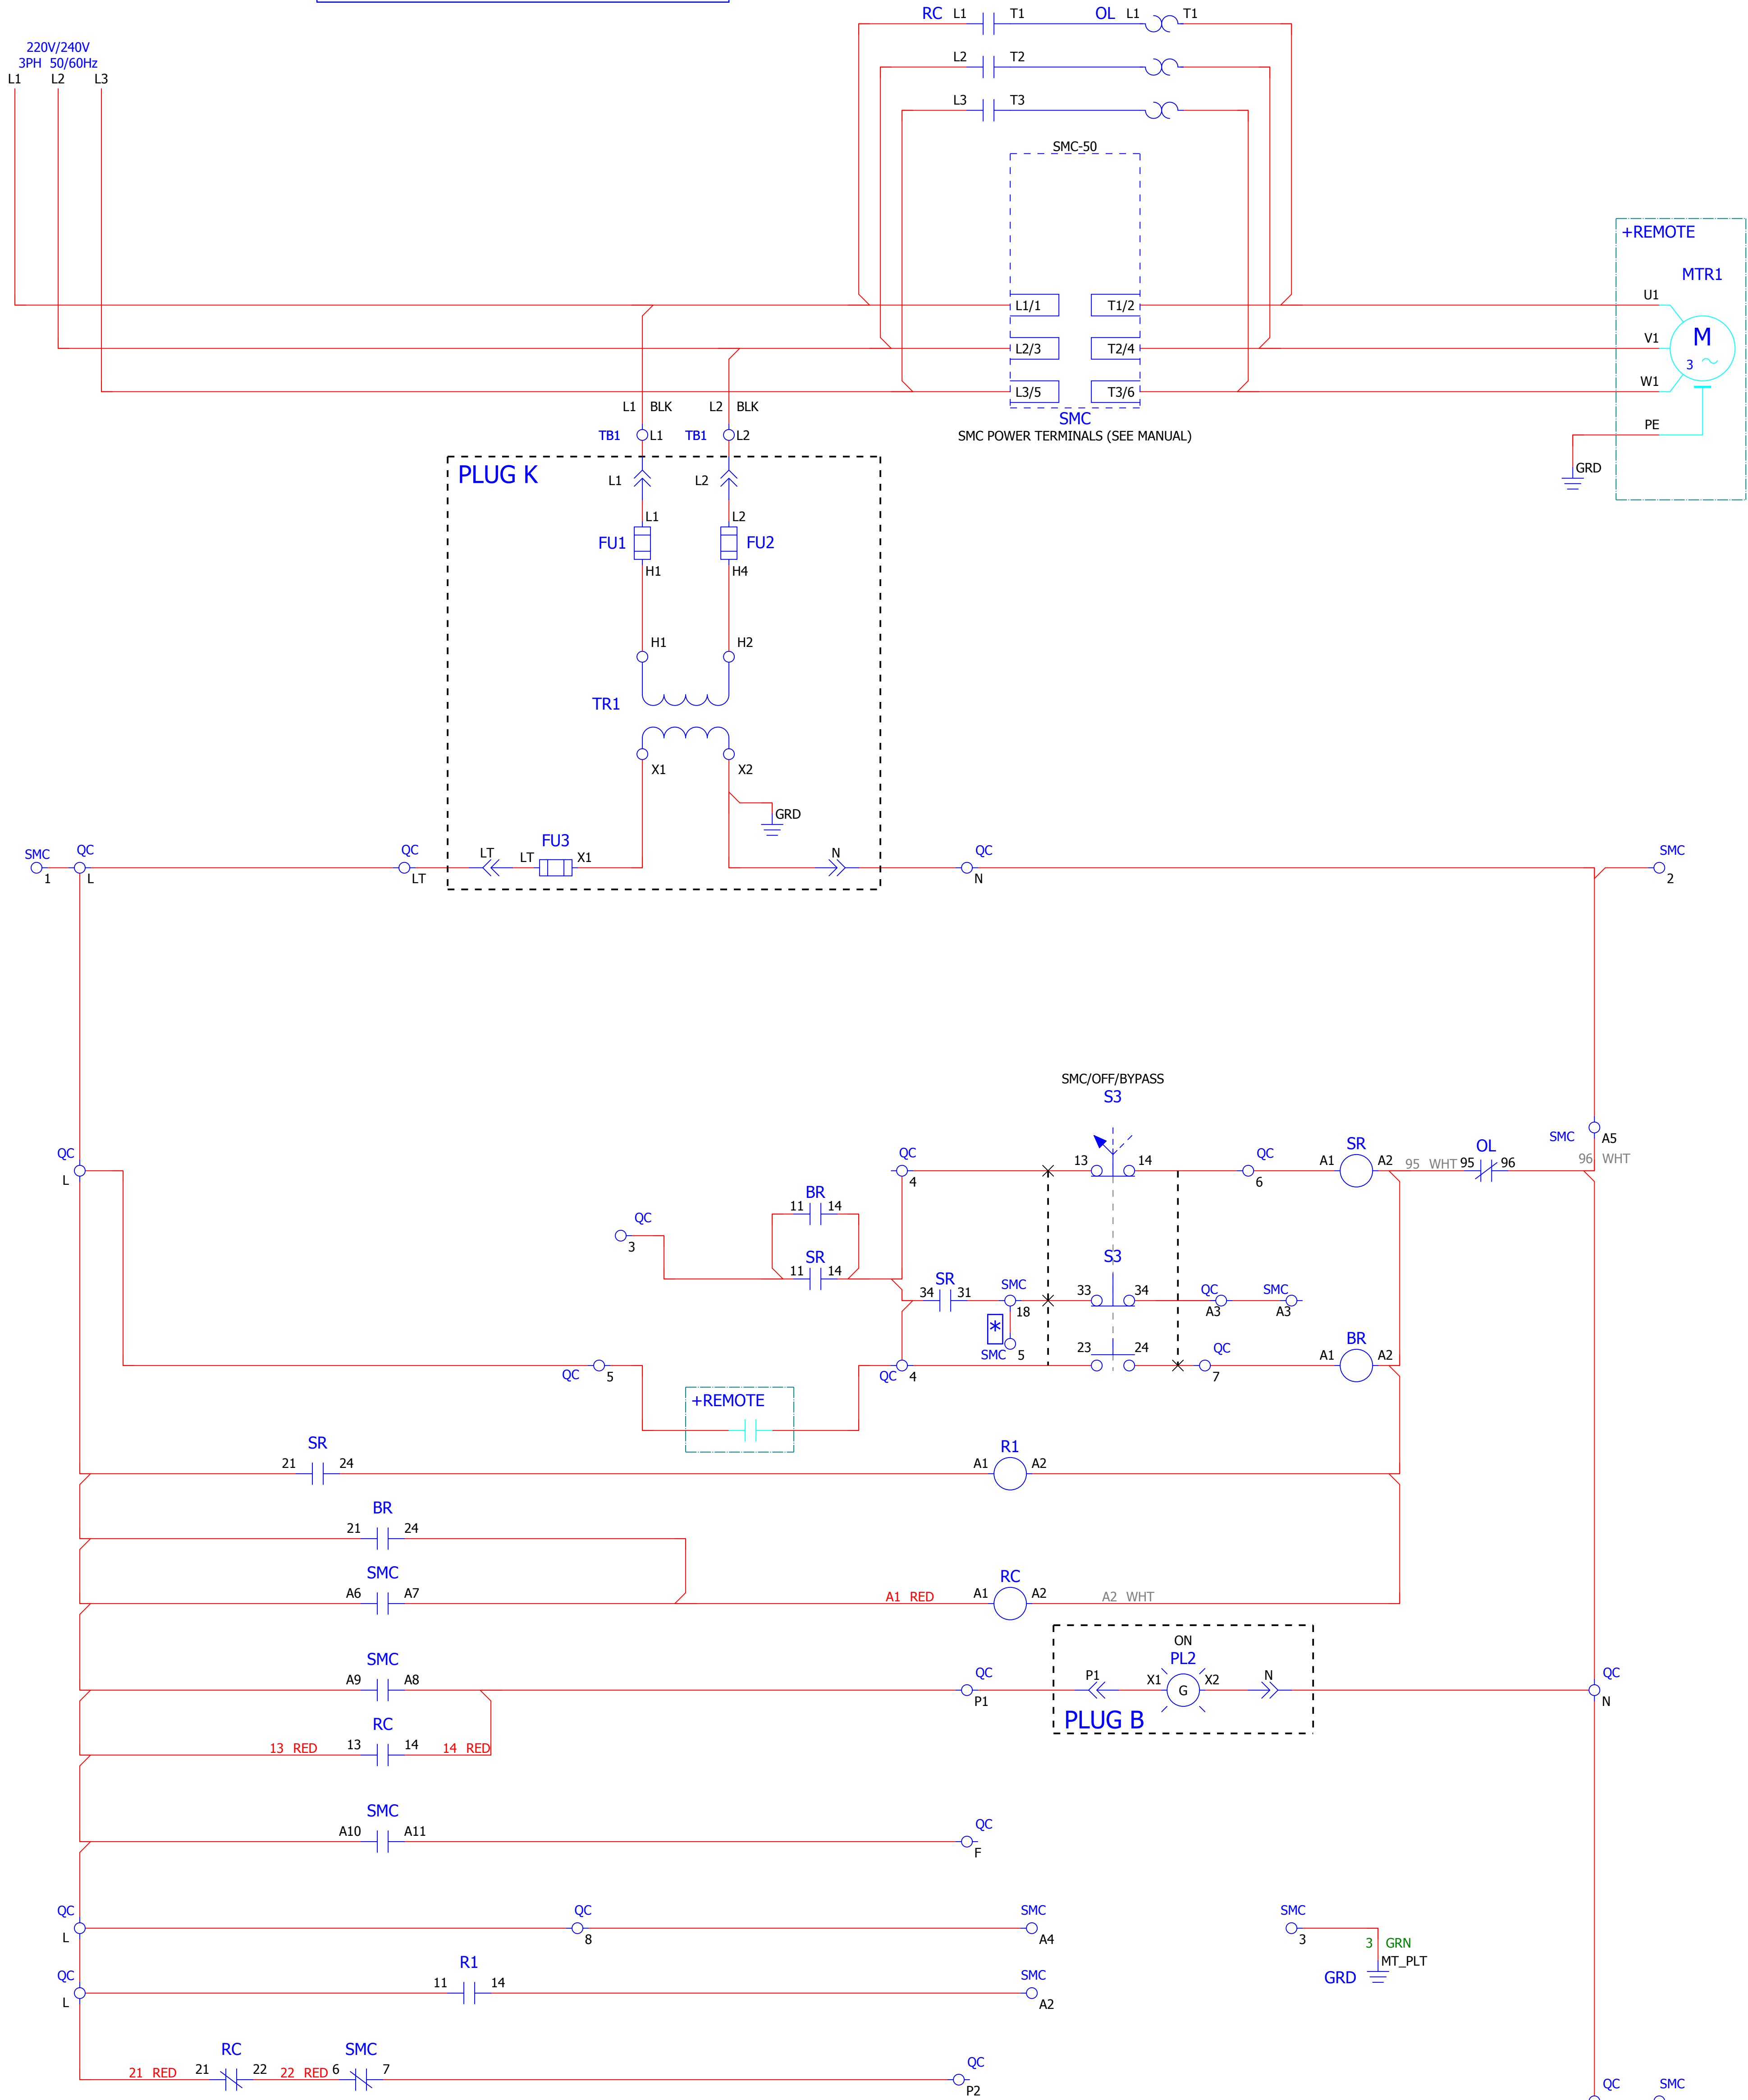 RC L1 T1 OL L1 T1
220V/240V
3PH 50/60Hz
L1 L2 L3
L2 T2
L3 T3
SMC-50
+REMOTE
MTR1
L1/1 T1/2 U1
L2/3 T2/4 V1
M
3
L3/5 T3/6 W1
L1 BLK L2 BLK
SMC
SMC POWER TERMINALS (SEE MANUAL)
TB1 L1 TB1 L2
PE
GRD
PLUG K
L1 L2
L1 L2
FU1 FU2
H1 H4
H1 H2
TR1
X1 X2
GRD
SMC QC QC FU3 QC SMC
LT LT X1 N
1 L LT N 2
SMC/OFF/BYPASS
S3
SMC A5
QC QC 13 14 QC SR OL
A1 A2 95 WHT 95 96 96 WHT
L 4 6
BR
11 14
QC
3
SR
11 14
S3
SR SMC
34 31 33 34 QC SMC
18 A3 A3
*
SMC 5
BR
23 24 QC A1 A2
QC 5 QC 4 7
+REMOTE
SR R1
21 24 A1 A2
BR
21 24
SMC RC
A6 A7 A1 RED A1 A2 A2 WHT
ON
SMC PL2
A9 A8 QC P1 X1 X2 N QC
G
P1 N
PLUG B
RC
13 RED 13 14 14 RED
SMC
A10 A11 QC
F
QC QC SMC SMC
L 8 A4 3
3 GRN
MT_PLT
GRD
QC R1 SMC
11 14
L A2
RC SMC
21 RED 21 22 22 RED 6 7 QC
P2
QC SMC